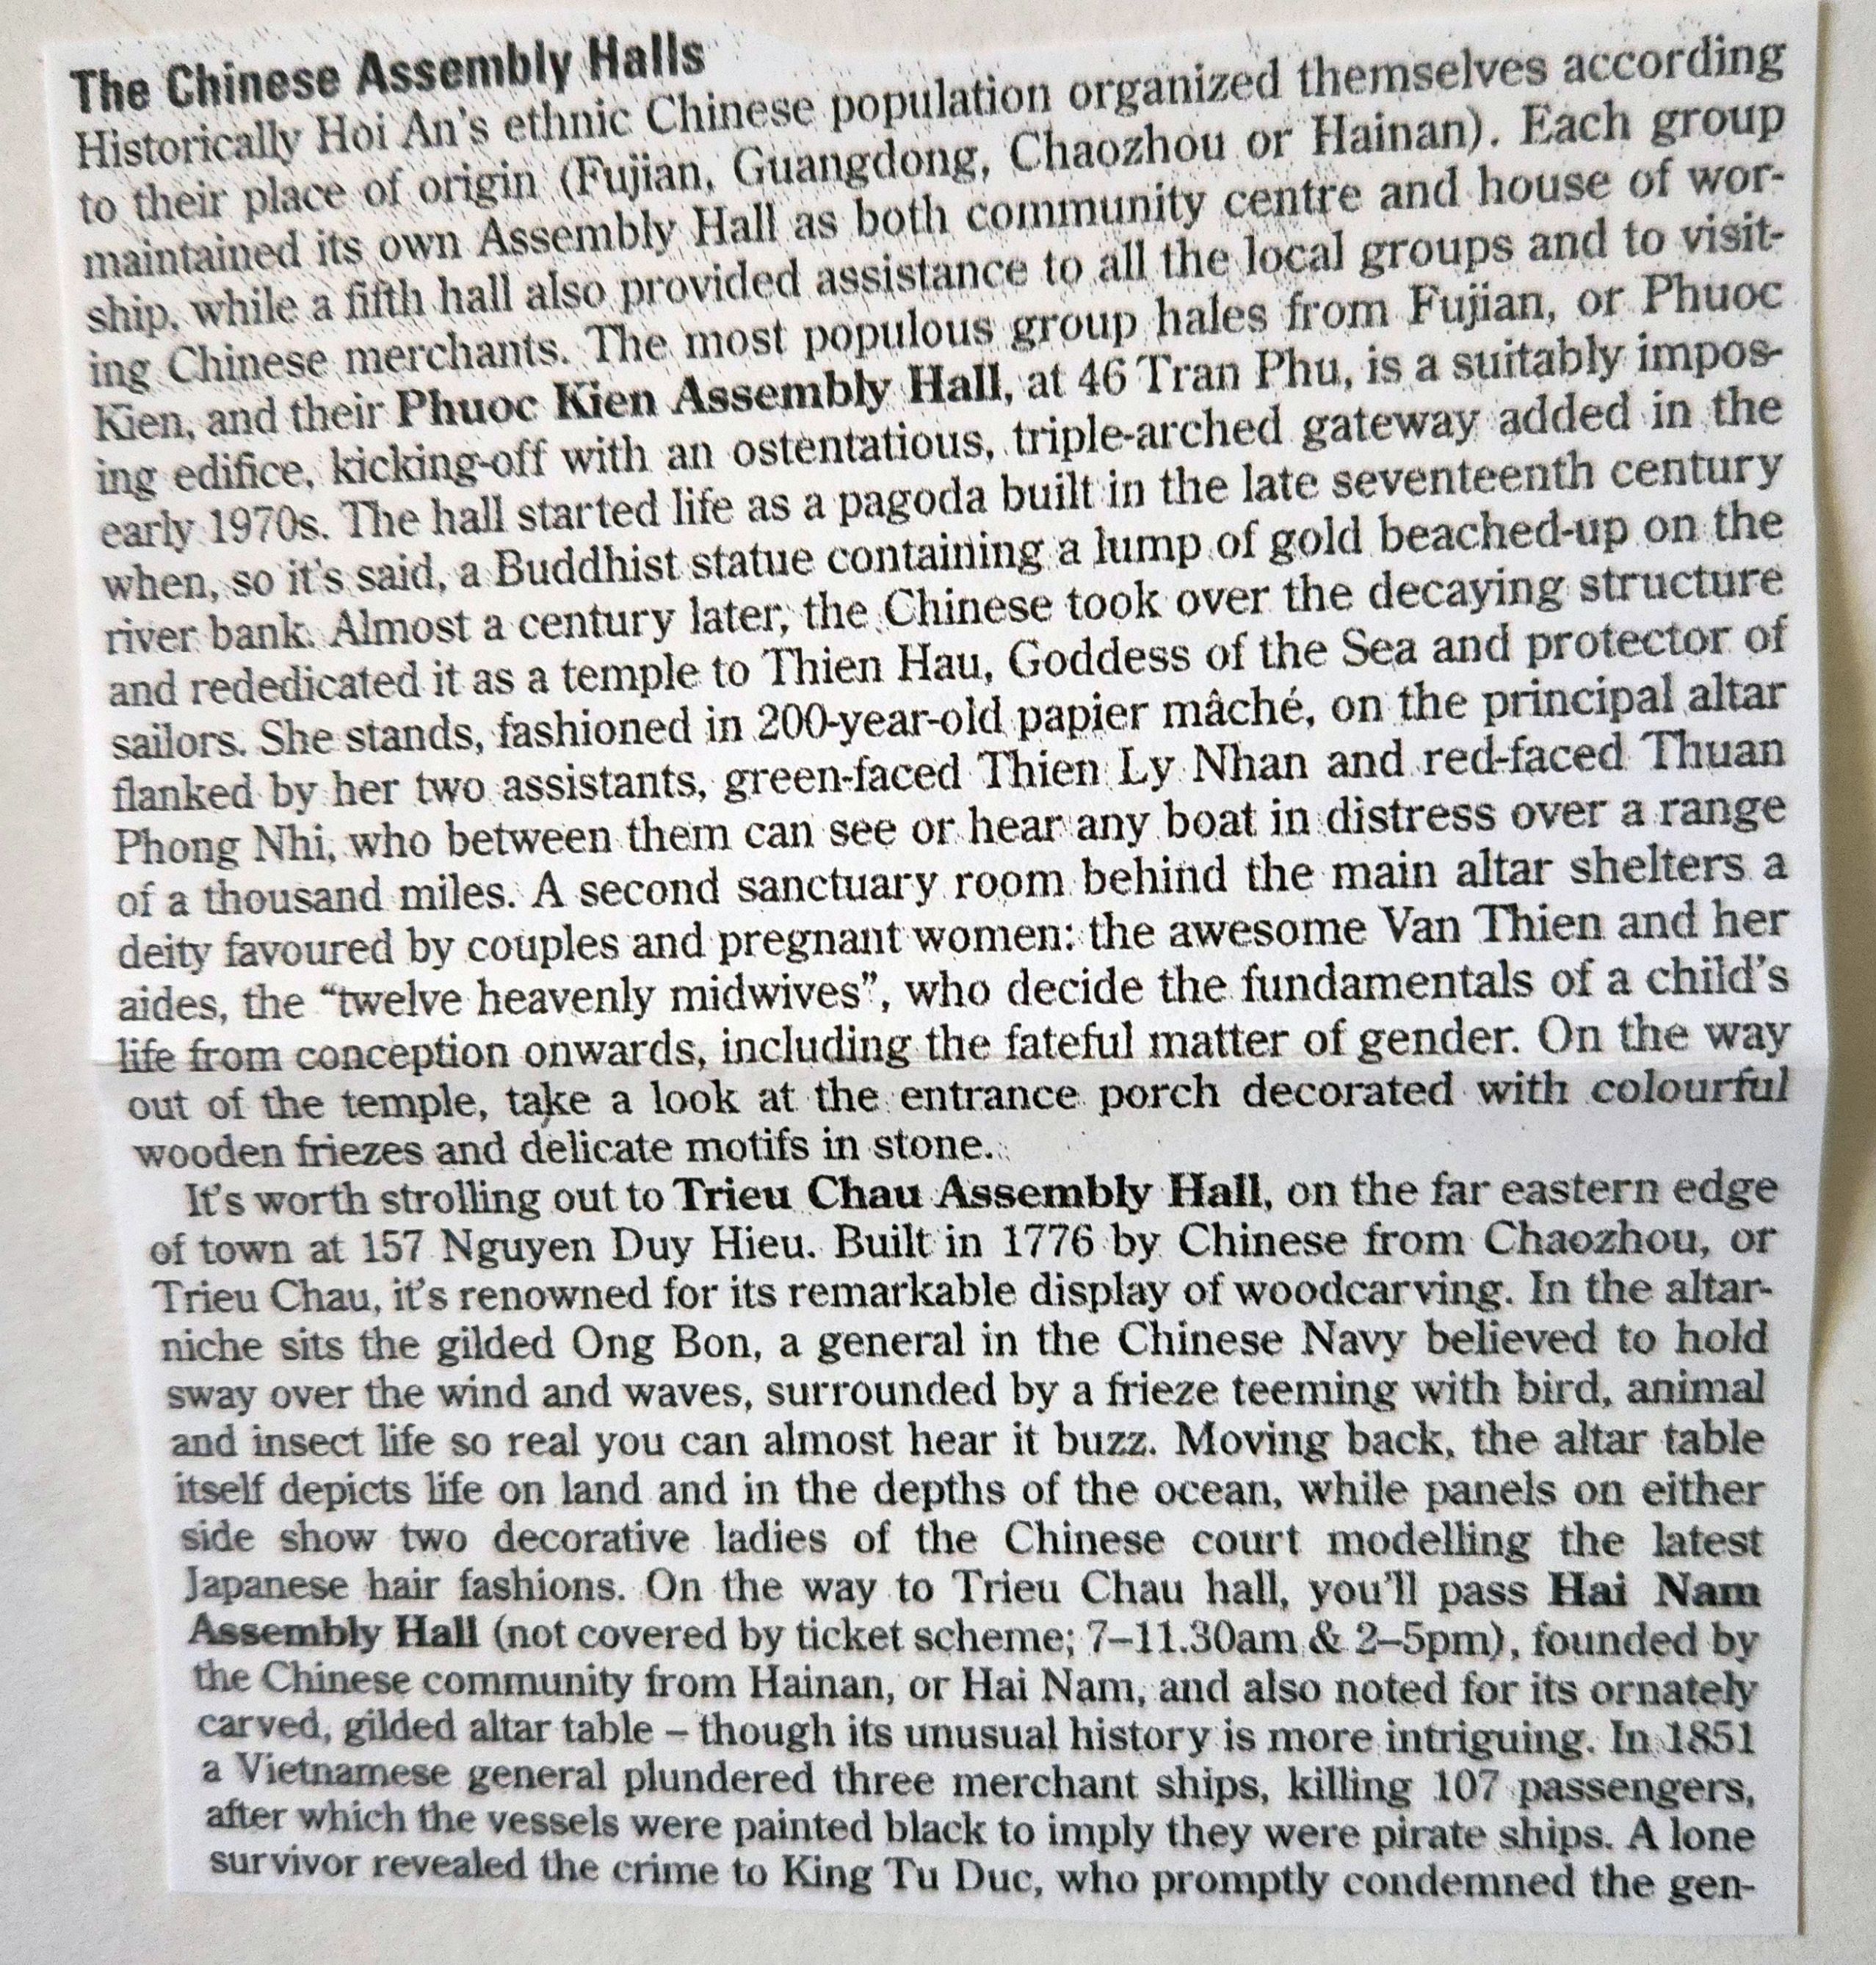 The Chinese Assembly Halls
Historically Hoi An's ethnic Chinese population organized themselves according
to their place of origin (Fujian, Guangdong, Chaozhou or Hainan). Each group
maintained its own Assembly Hall as both community centre and house of wor-
ship, while a fifth hall also provided assistance to all the local groups and to visit-
ing Chinese merchants. The most populous group hales from Fujian, or Phuoc
Kien, and their Phuoc Kien Assembly Hall, at 46 Tran Phu, is a suitably impos-
ing edifice, kicking-off with an ostentatious, triple-arched gateway added in the
early 1970s. The hall started life as a pagoda built in the late seventeenth century
when, so it's said, a Buddhist statue containing a lump of gold beached-up on the
river bank. Almost a century later, the Chinese took over the decaying structure
and rededicated it as a temple to Thien Hau, Goddess of the Sea and protector of
sailors. She stands, fashioned in 200-year-old papier mâché, on the principal altar
flanked by her two assistants, green-faced Thien Ly Nhan and red-faced Thuan
Phong Nhi, who between them can see or hear any boat in distress over a range
of a thousand miles. A second sanctuary room behind the main altar shelters a
deity favoured by couples and pregnant women: the awesome Van Thien and her
aides, the “twelve heavenly midwives”, who decide the fundamentals of a child's
life from conception onwards, including the fateful matter of gender. On the way
out of the temple, take a look at the entrance porch decorated with colourful
wooden friezes and delicate motifs in stone.
It's worth strolling out to Trieu Chau Assembly Hall, on the far eastern edge
of town at 157 Nguyen Duy Hieu. Built in 1776 by Chinese from Chaozhou, or
Trieu Chau, it's renowned for its remarkable display of woodcarving. In the altar-
niche sits the gilded Ong Bon, a general in the Chinese Navy believed to hold
sway over the wind and waves, surrounded by a frieze teeming with bird, animal
and insect life so real you can almost hear it buzz. Moving back, the altar table
itself depicts life on land and in the depths of the ocean, while panels on either
side show two decorative ladies of the Chinese court modelling the latest
Japanese hair fashions. On the way to Trieu Chau hall, you'll pass Hai Nam
Assembly Hall (not covered by ticket scheme; 7–11.30am & 2–5pm), founded by
the Chinese community from Hainan, or Hai Nam, and also noted for its ornately
carved, gilded altar table – though its unusual history is more intriguing. In 1851
a Vietnamese general plundered three merchant ships, killing 107 passengers,
after which the vessels were painted black to imply they were pirate ships. A lone
survivor revealed the crime to King Tu Duc, who promptly condemned the gen-